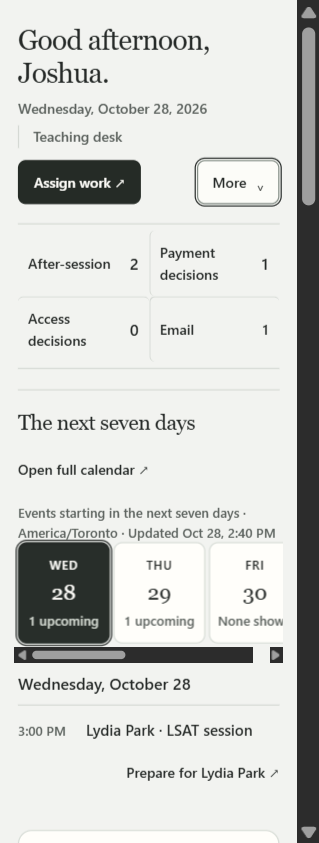 Good afternoon,
Joshua.
Wednesday, October 28, 2026
Teaching desk
Assign work ↗
More v
After-session 2
Payment decisions 1
Access decisions 0
Email 1
The next seven days
Open full calendar ↗
Events starting in the next seven days ·
America/Toronto · Updated Oct 28, 2:40 PM
WED
28
1 upcoming
THU
29
1 upcoming
FRI
30
None show
Wednesday, October 28
3:00 PM Lydia Park · LSAT session
Prepare for Lydia Park ↗